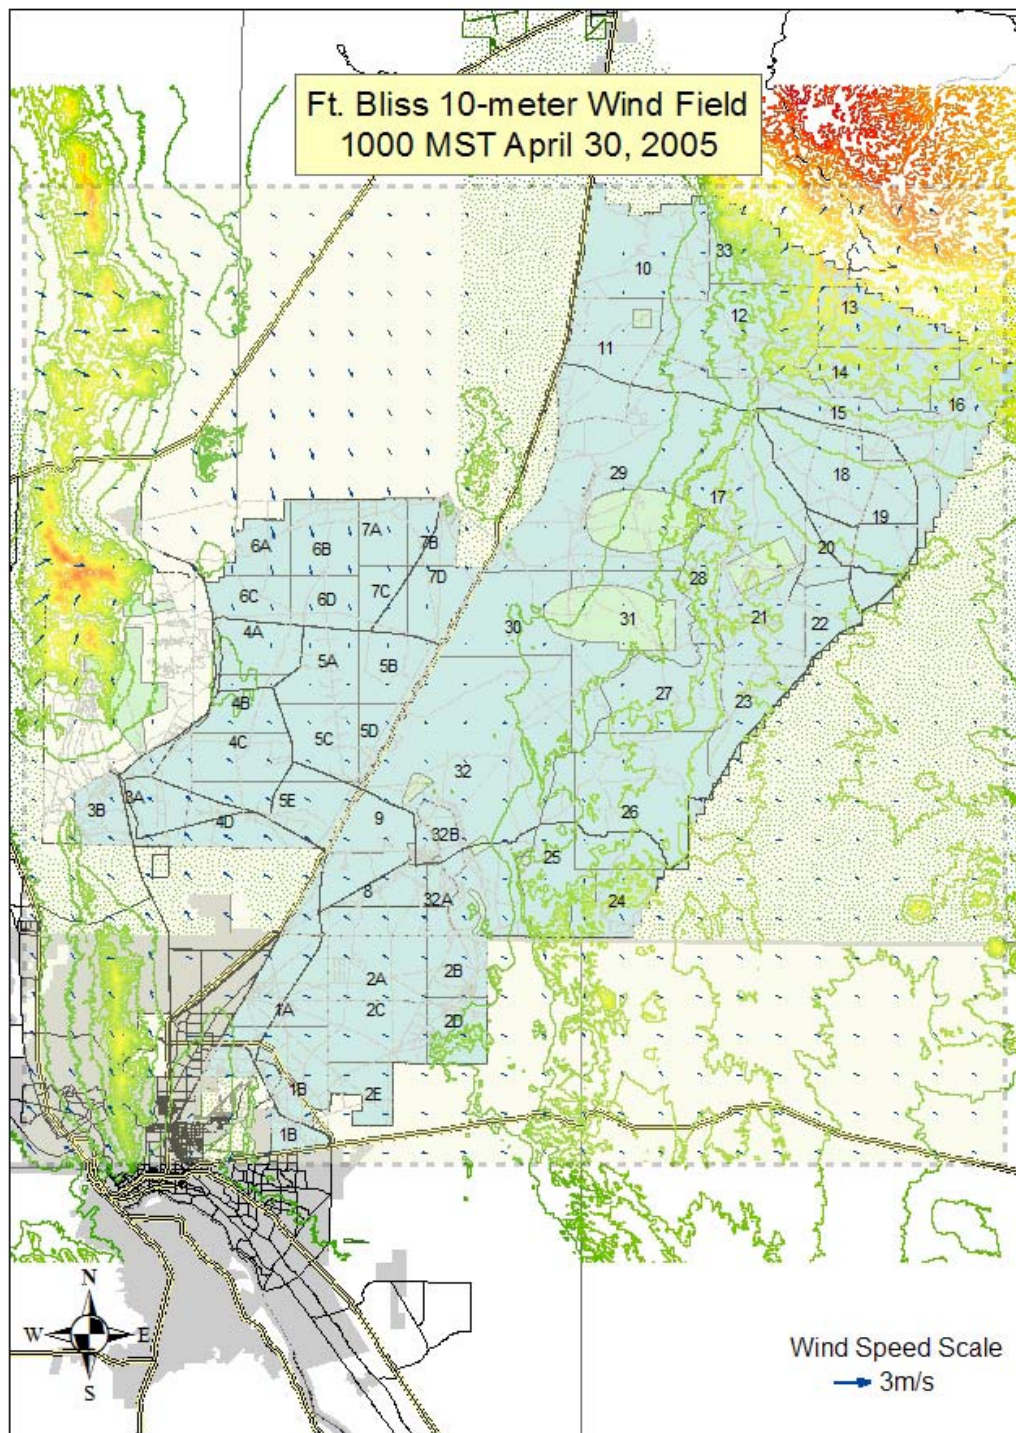 Ft. Bliss 10-meter Wind Field
1000 MST April 30, 2005
33
10
13
12
11
14
16
15
29
18
17
19
7A
7B
6A
6B
20
28
7D
6C
6D
7C
31
21
22
4A
30
5A
5B
27
4B
23
5D
4C
5C
32
3A
5E
3B
26
4D
9
32B
25
8
32A
24
2A
2B
1A
2C
2D
1B
2E
1B
N
W
E
S
Wind Speed Scale
3m/s